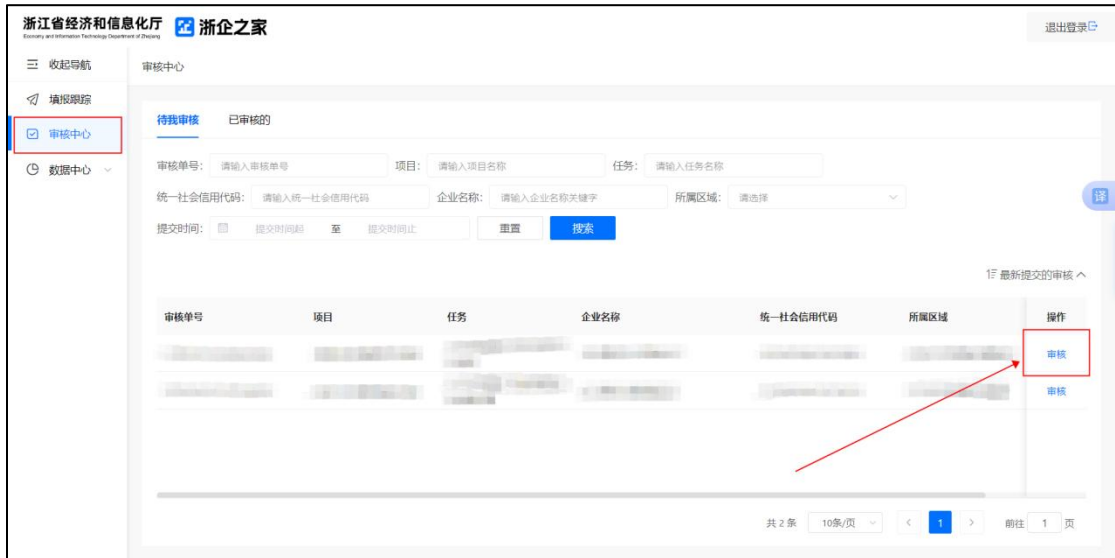 浙江省经济和信息化厅 浙企之家
Economy and Information Technology Department of Zhejiang
退出登录
收起导航
审核中心
填报跟踪
待我审核 已审核的
审核中心
审核单号: 请输入审核单号 项目: 请输入项目名称 任务: 请输入任务名称
数据中心
统一社会信用代码: 请输入统一社会信用代码 企业名称: 请输入企业名称关键字 所属区域: 请选择
译
提交时间: 提交时间起 至 提交时间止 重置 搜索
最新提交的审核
审核单号 项目 任务 企业名称 统一社会信用代码 所属区域 操作
审核
审核
共 2 条 10条/页 1 前往 1 页